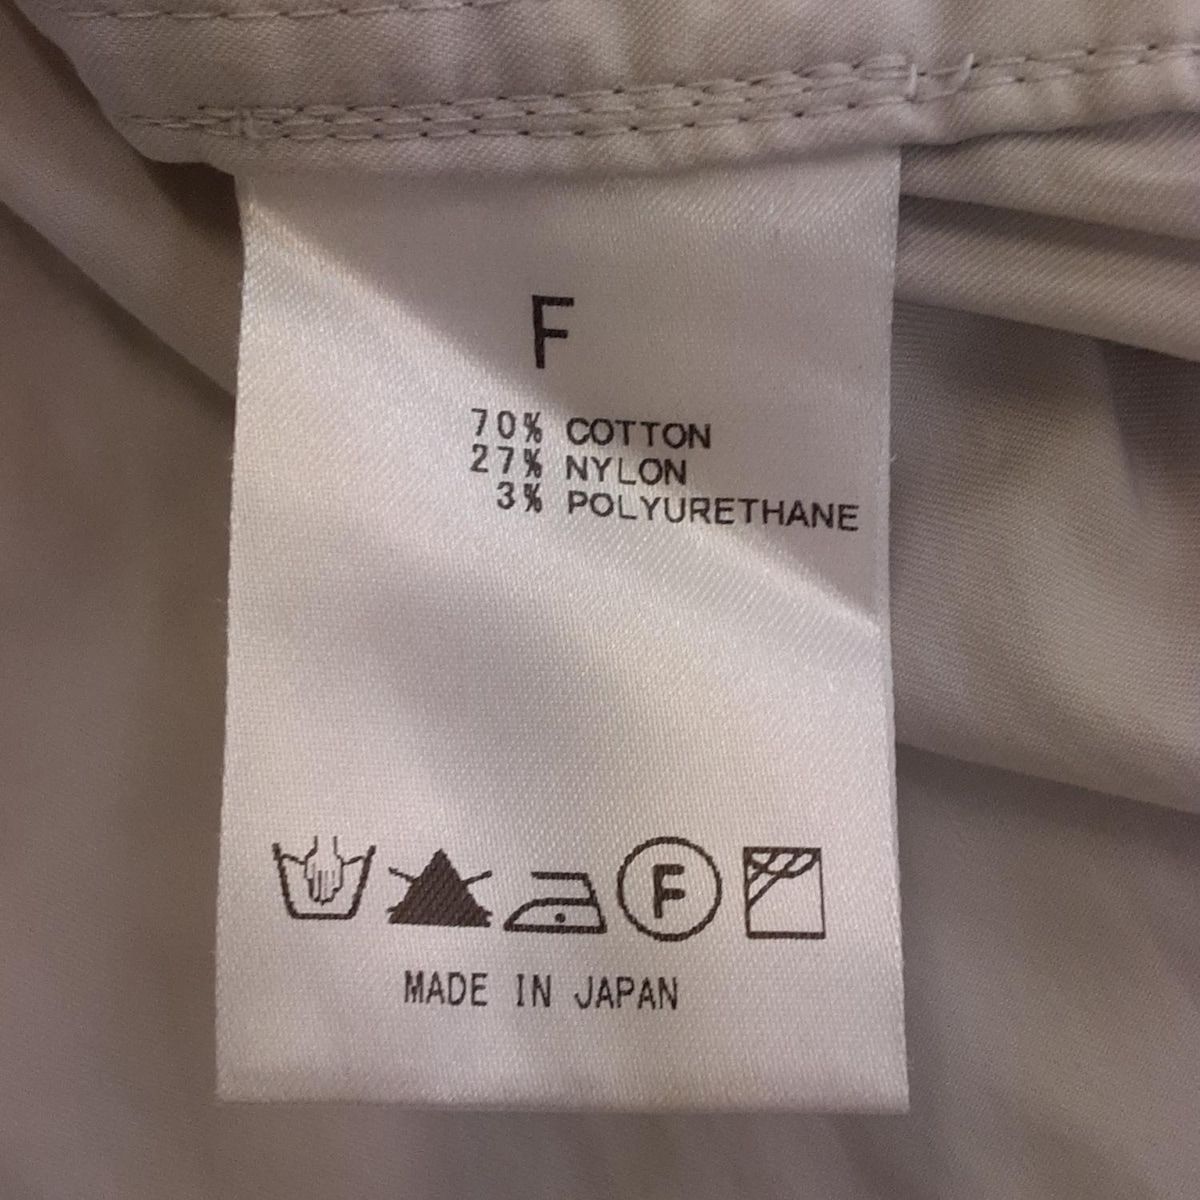 F
70% COTTON
27% NYLON
3% POLYURETHANE
F
MADE IN JAPAN